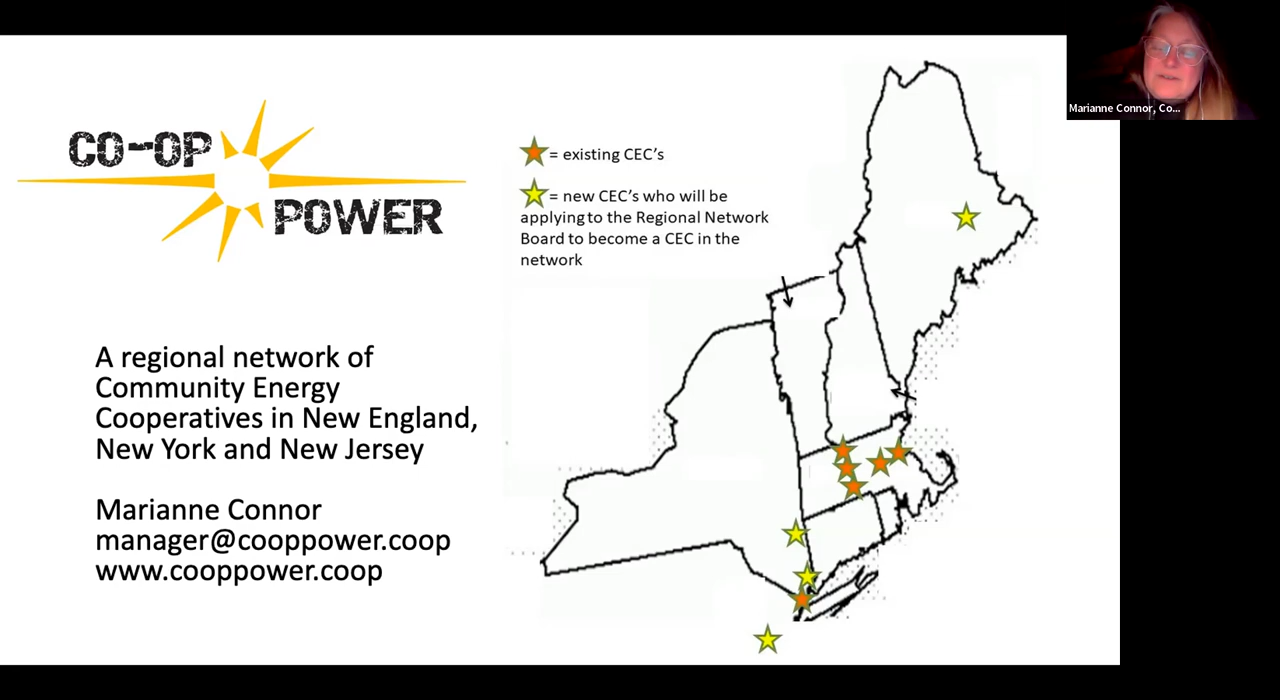 CO-OP
POWER
= existing CEC's
= new CEC's who will be
applying to the Regional Network
Board to become a CEC in the
network
A regional network of
Community Energy
Cooperatives in New England,
New York and New Jersey
Marianne Connor
manager@cooppower.coop
www.cooppower.coop
Marianne Connor, Co...